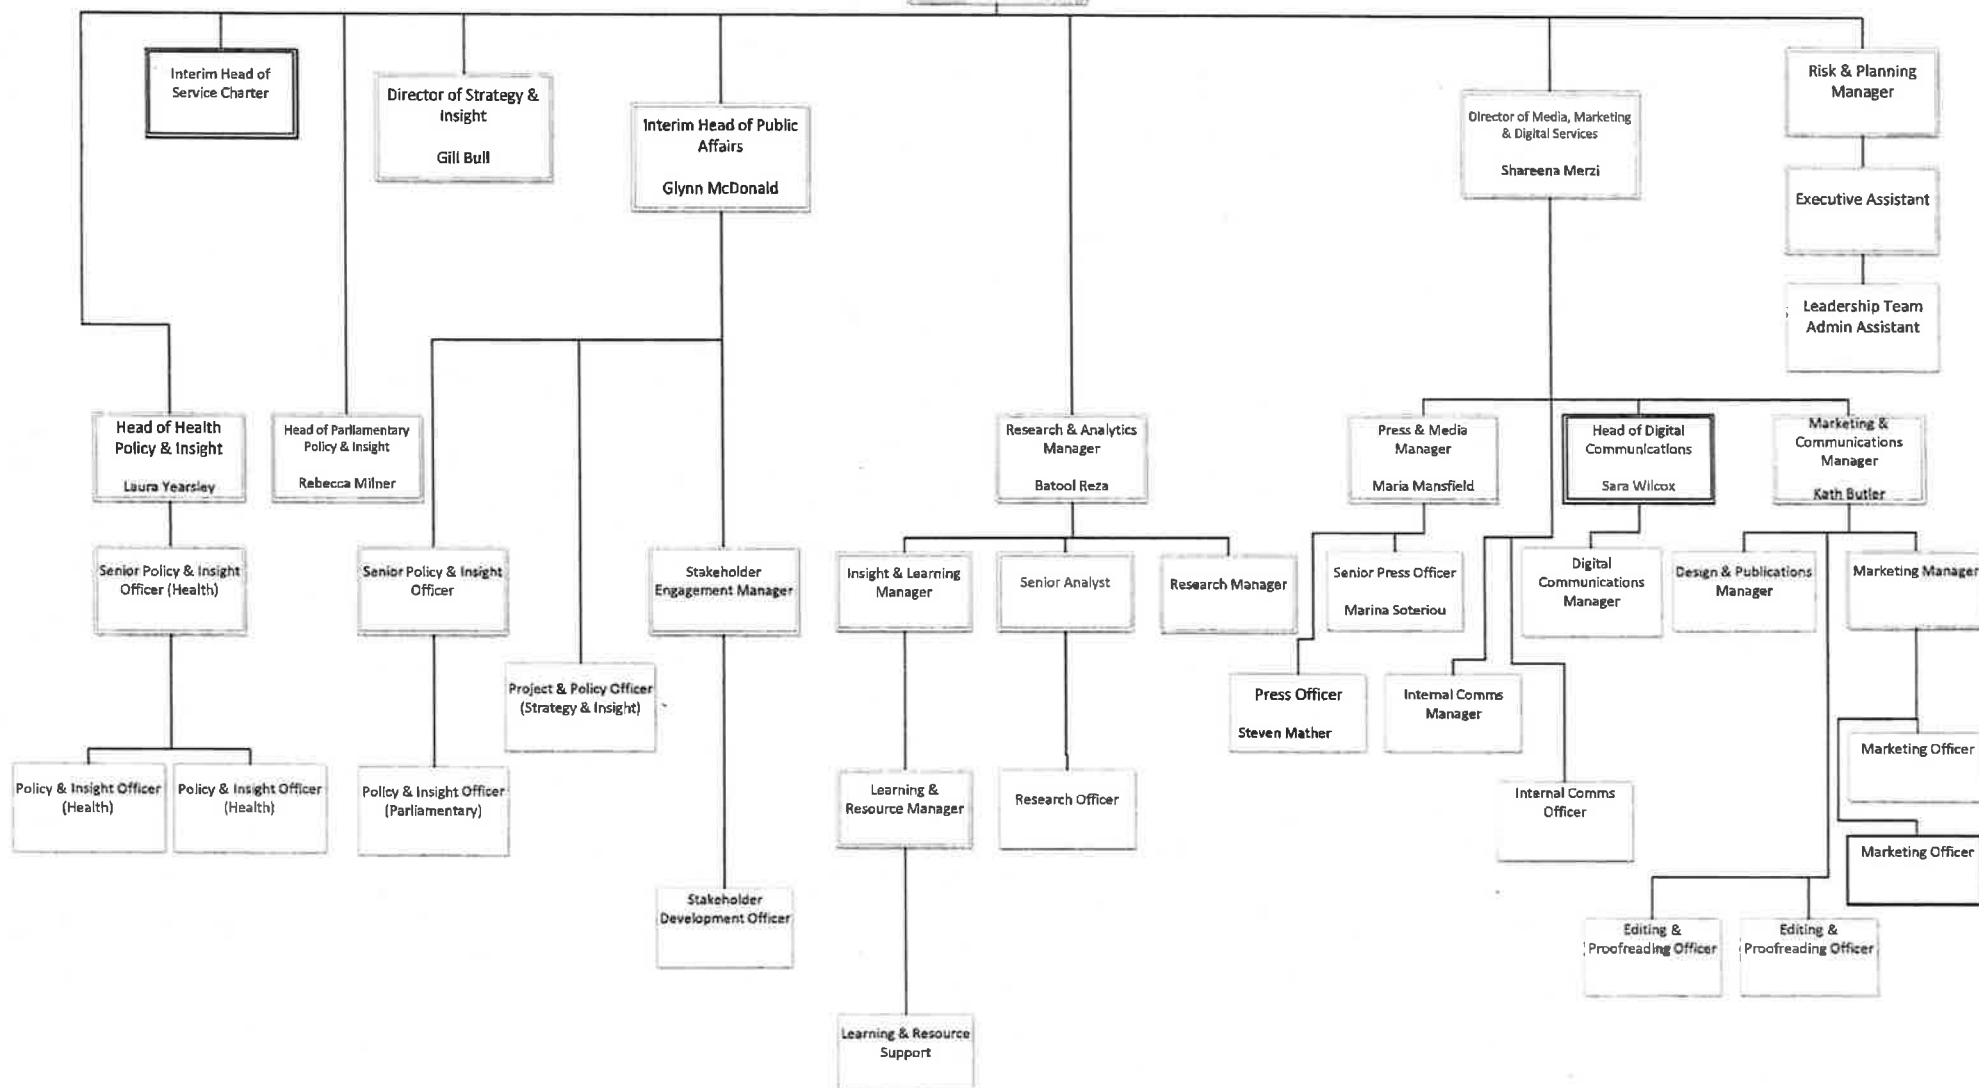 Interim Head of
Service Charter
Director of Strategy &
Insight
Gill Bull
Interim Head of Public
Affairs
Glynn McDonald
Director of Media, Marketing
& Digital Services
Shareena Merzi
Risk & Planning
Manager
Executive Assistant
Leadership Team
Admin Assistant
Head of Health
Policy & Insight
Laura Yearsley
Head of Parliamentary
Policy & Insight
Rebecca Milner
Research & Analytics
Manager
Batool Reza
Press & Media
Manager
Maria Mansfield
Head of Digital
Communications
Sara Wilcox
Marketing &
Communications
Manager
Kath Butler
Senior Policy & Insight
Officer (Health)
Senior Policy & Insight
Officer
Stakeholder
Engagement Manager
Insight & Learning
Manager
Senior Analyst
Research Manager
Senior Press Officer
Marina Soteriou
Digital
Communications
Manager
Design & Publications
Manager
Marketing Manager
Project & Policy Officer
(Strategy & Insight)
Press Officer
Steven Mather
Internal Comms
Manager
Marketing Officer
Policy & Insight Officer
(Health)
Policy & Insight Officer
(Health)
Policy & Insight Officer
(Parliamentary)
Learning &
Resource Manager
Research Officer
Internal Comms
Officer
Marketing Officer
Stakeholder
Development Officer
Editing &
Proofreading Officer
Editing &
Proofreading Officer
Learning & Resource
Support